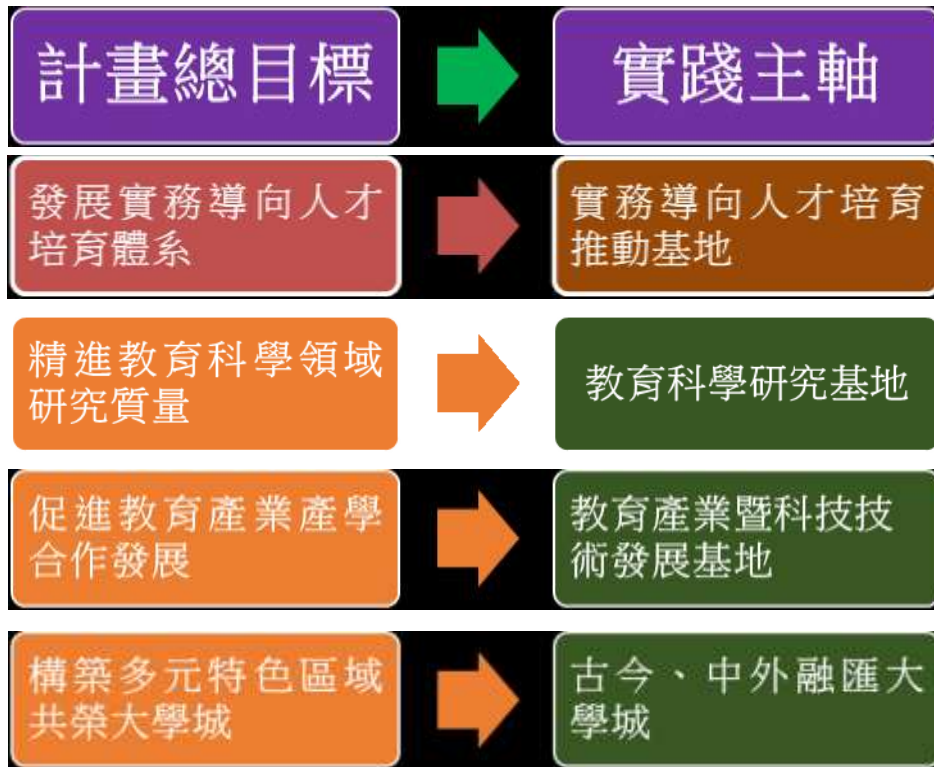 計畫總目標
實踐主軸
發展實務導向人才
培育體系
實務導向人才培育
推動基地
精進教育科學領域
研究質量
教育科學研究基地
促進教育產業產學
合作發展
教育產業暨科技技
術發展基地
構築多元特色區域
共榮大學城
古今、中外融匯大
學城